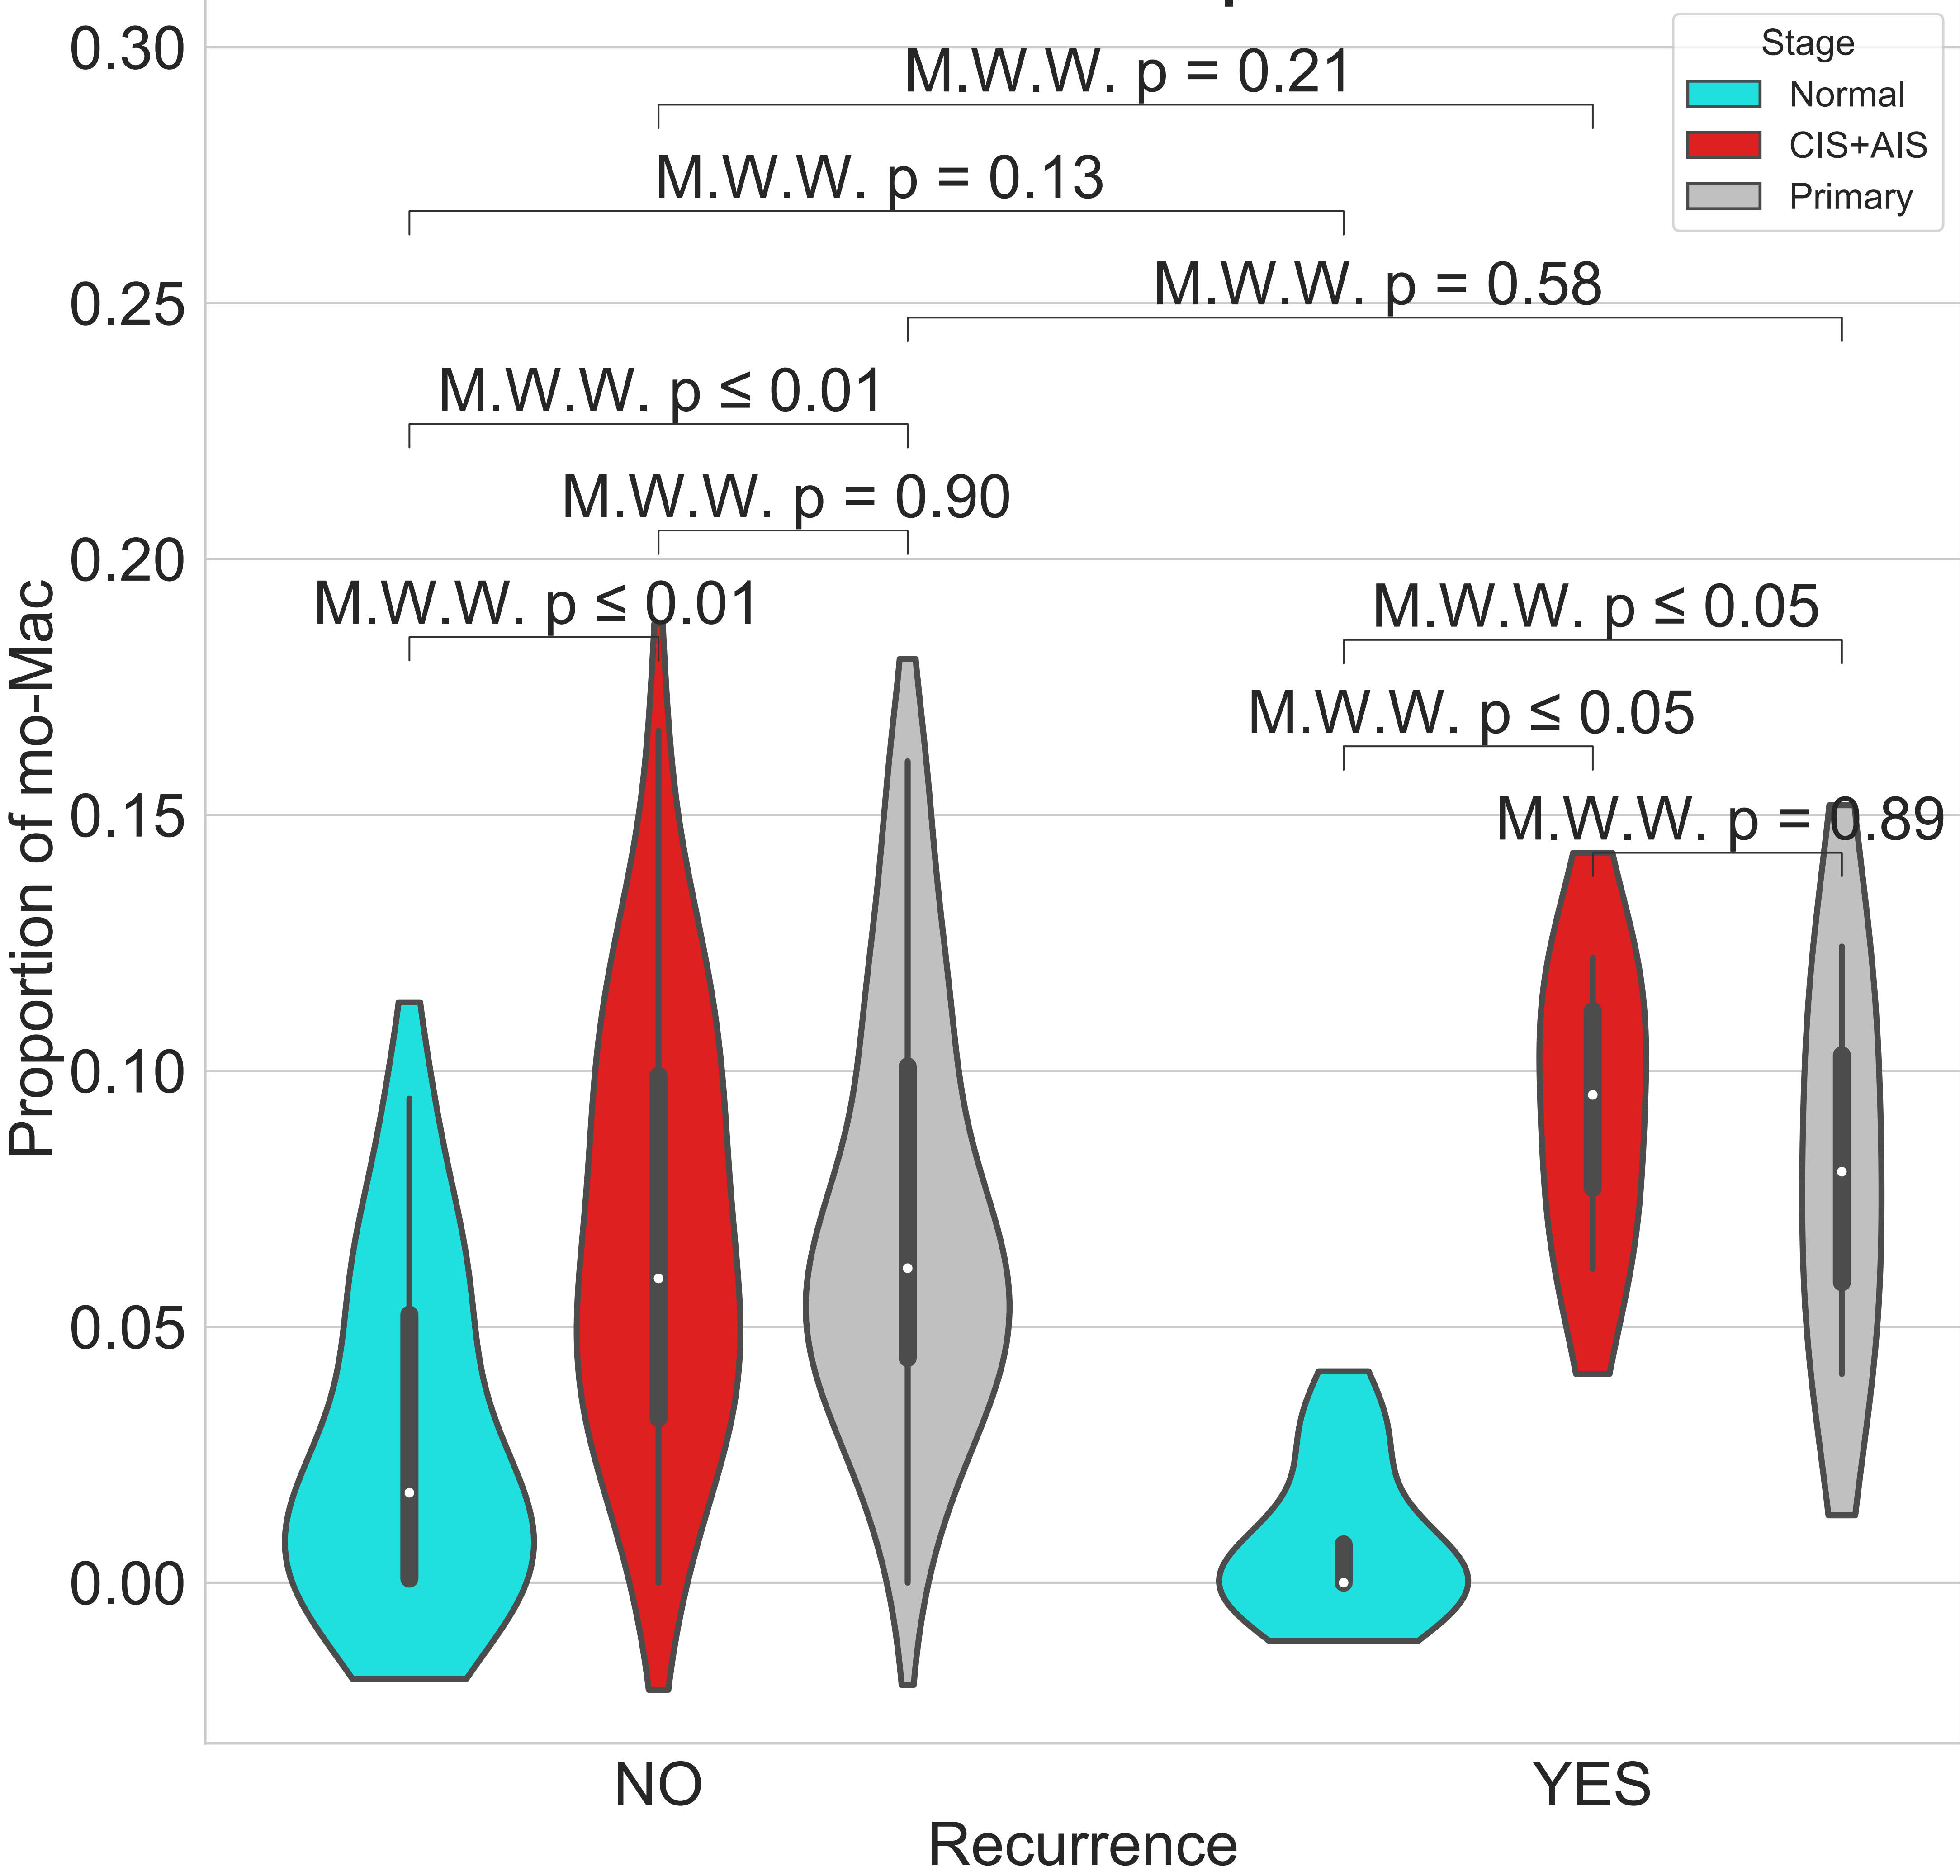 0.30
0.25
0.20
0.15
0.10
0.05
0.00
Proportion of mo-Mac
M.W.W. p = 0.21
M.W.W. p = 0.13
M.W.W. p = 0.58
M.W.W. p ≤ 0.01
M.W.W. p = 0.90
M.W.W. p ≤ 0.01
M.W.W. p ≤ 0.05
M.W.W. p ≤ 0.05
M.W.W. p = 0.89
Stage
Normal
CIS+AIS
Primary
NO
YES
Recurrence